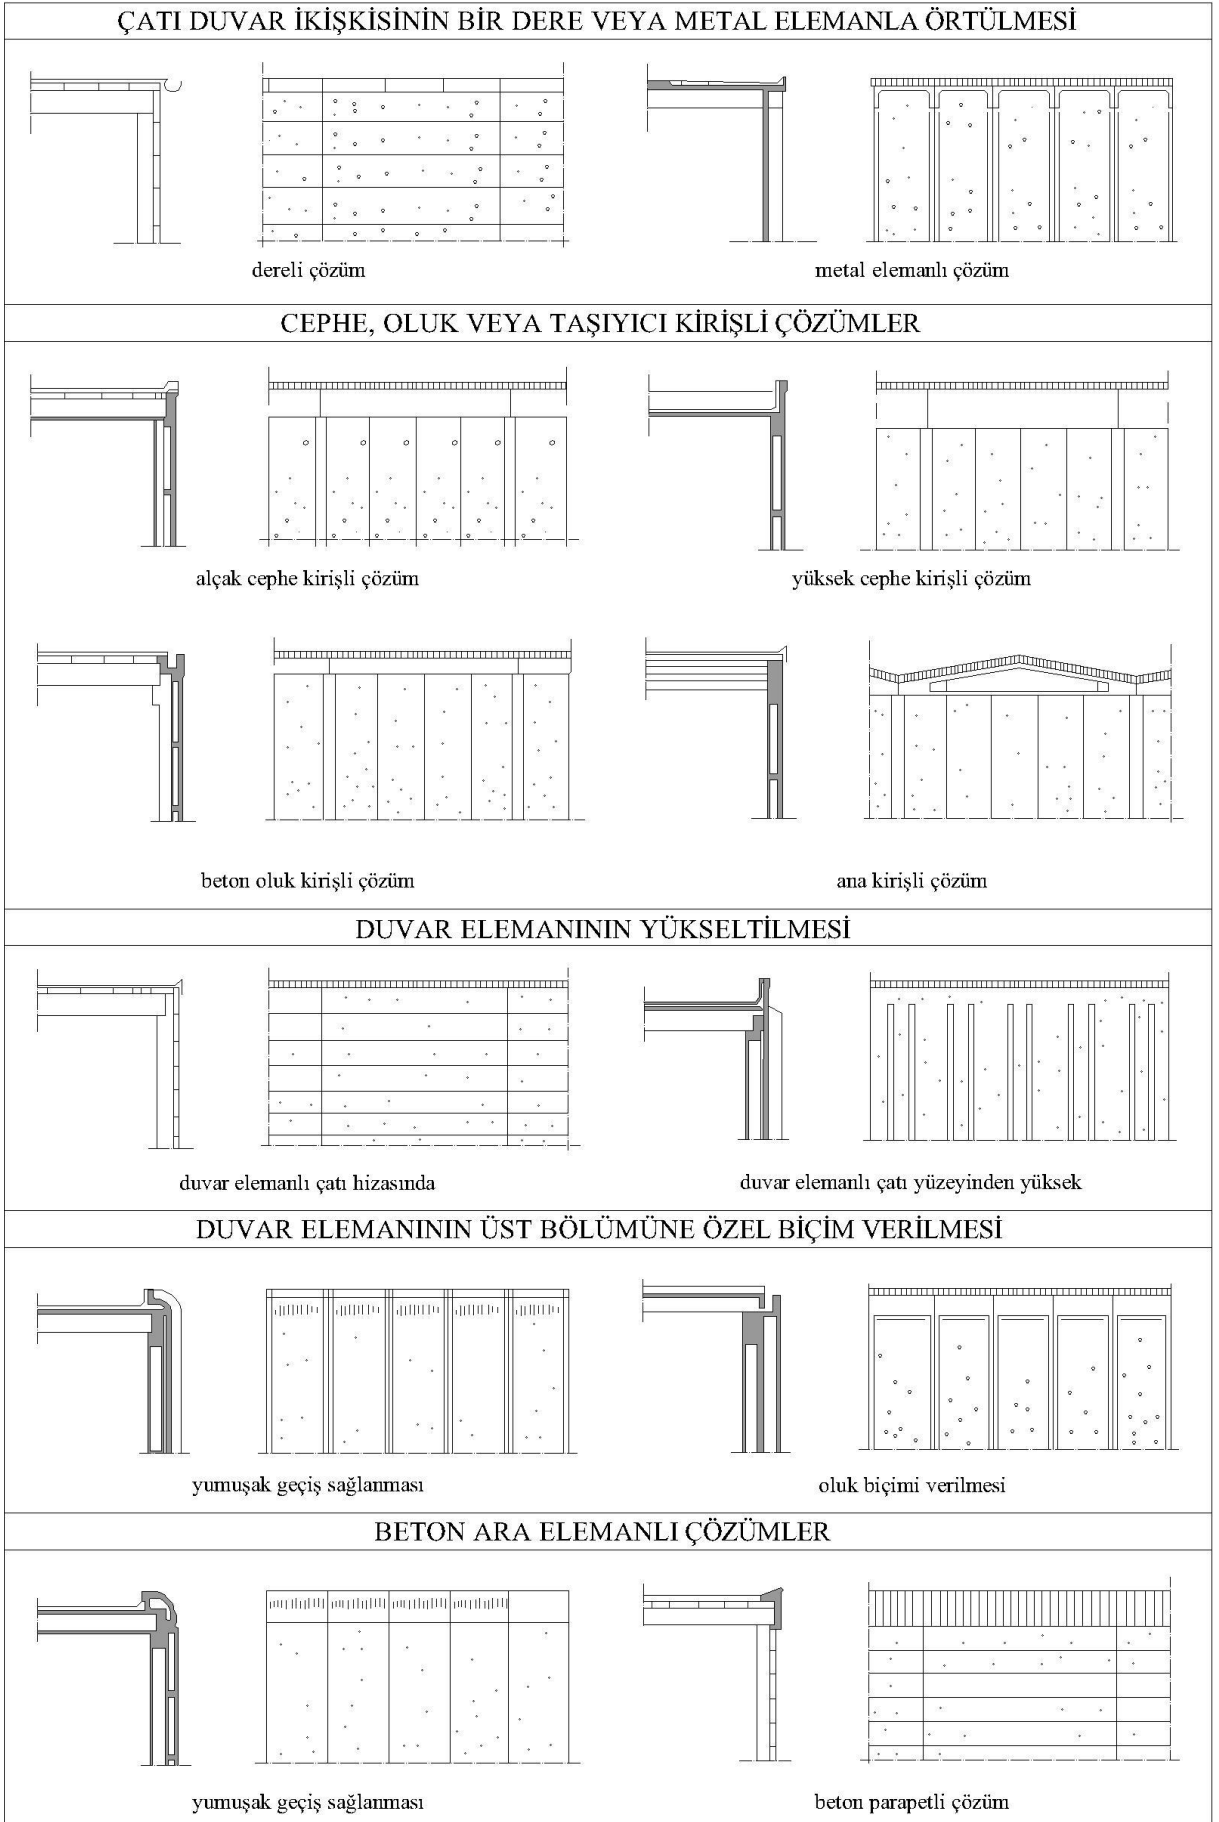 ÇATI DUVAR İKİŞKİSİNİN BİR DERE VEYA METAL ELEMANLA ÖRTÜLMESİ
dereli çözüm
metal elemanlı çözüm
CEPHE, OLUK VEYA TAŞIYICI KİRİŞLİ ÇÖZÜMLER
alçak cephe kirişli çözüm
yüksek cephe kirişli çözüm
beton oluk kirişli çözüm
ana kirişli çözüm
DUVAR ELEMANININ YÜKSELTİLMESİ
duvar elemanlı çatı hizasında
duvar elemanlı çatı yüzeyinden yüksek
DUVAR ELEMANININ ÜST BÖLÜMÜNE ÖZEL BİÇİM VERİLMESİ
yumuşak geçiş sağlanması
oluk biçimi verilmesi
BETON ARA ELEMANLI ÇÖZÜMLER
yumuşak geçiş sağlanması
beton parapetli çözüm